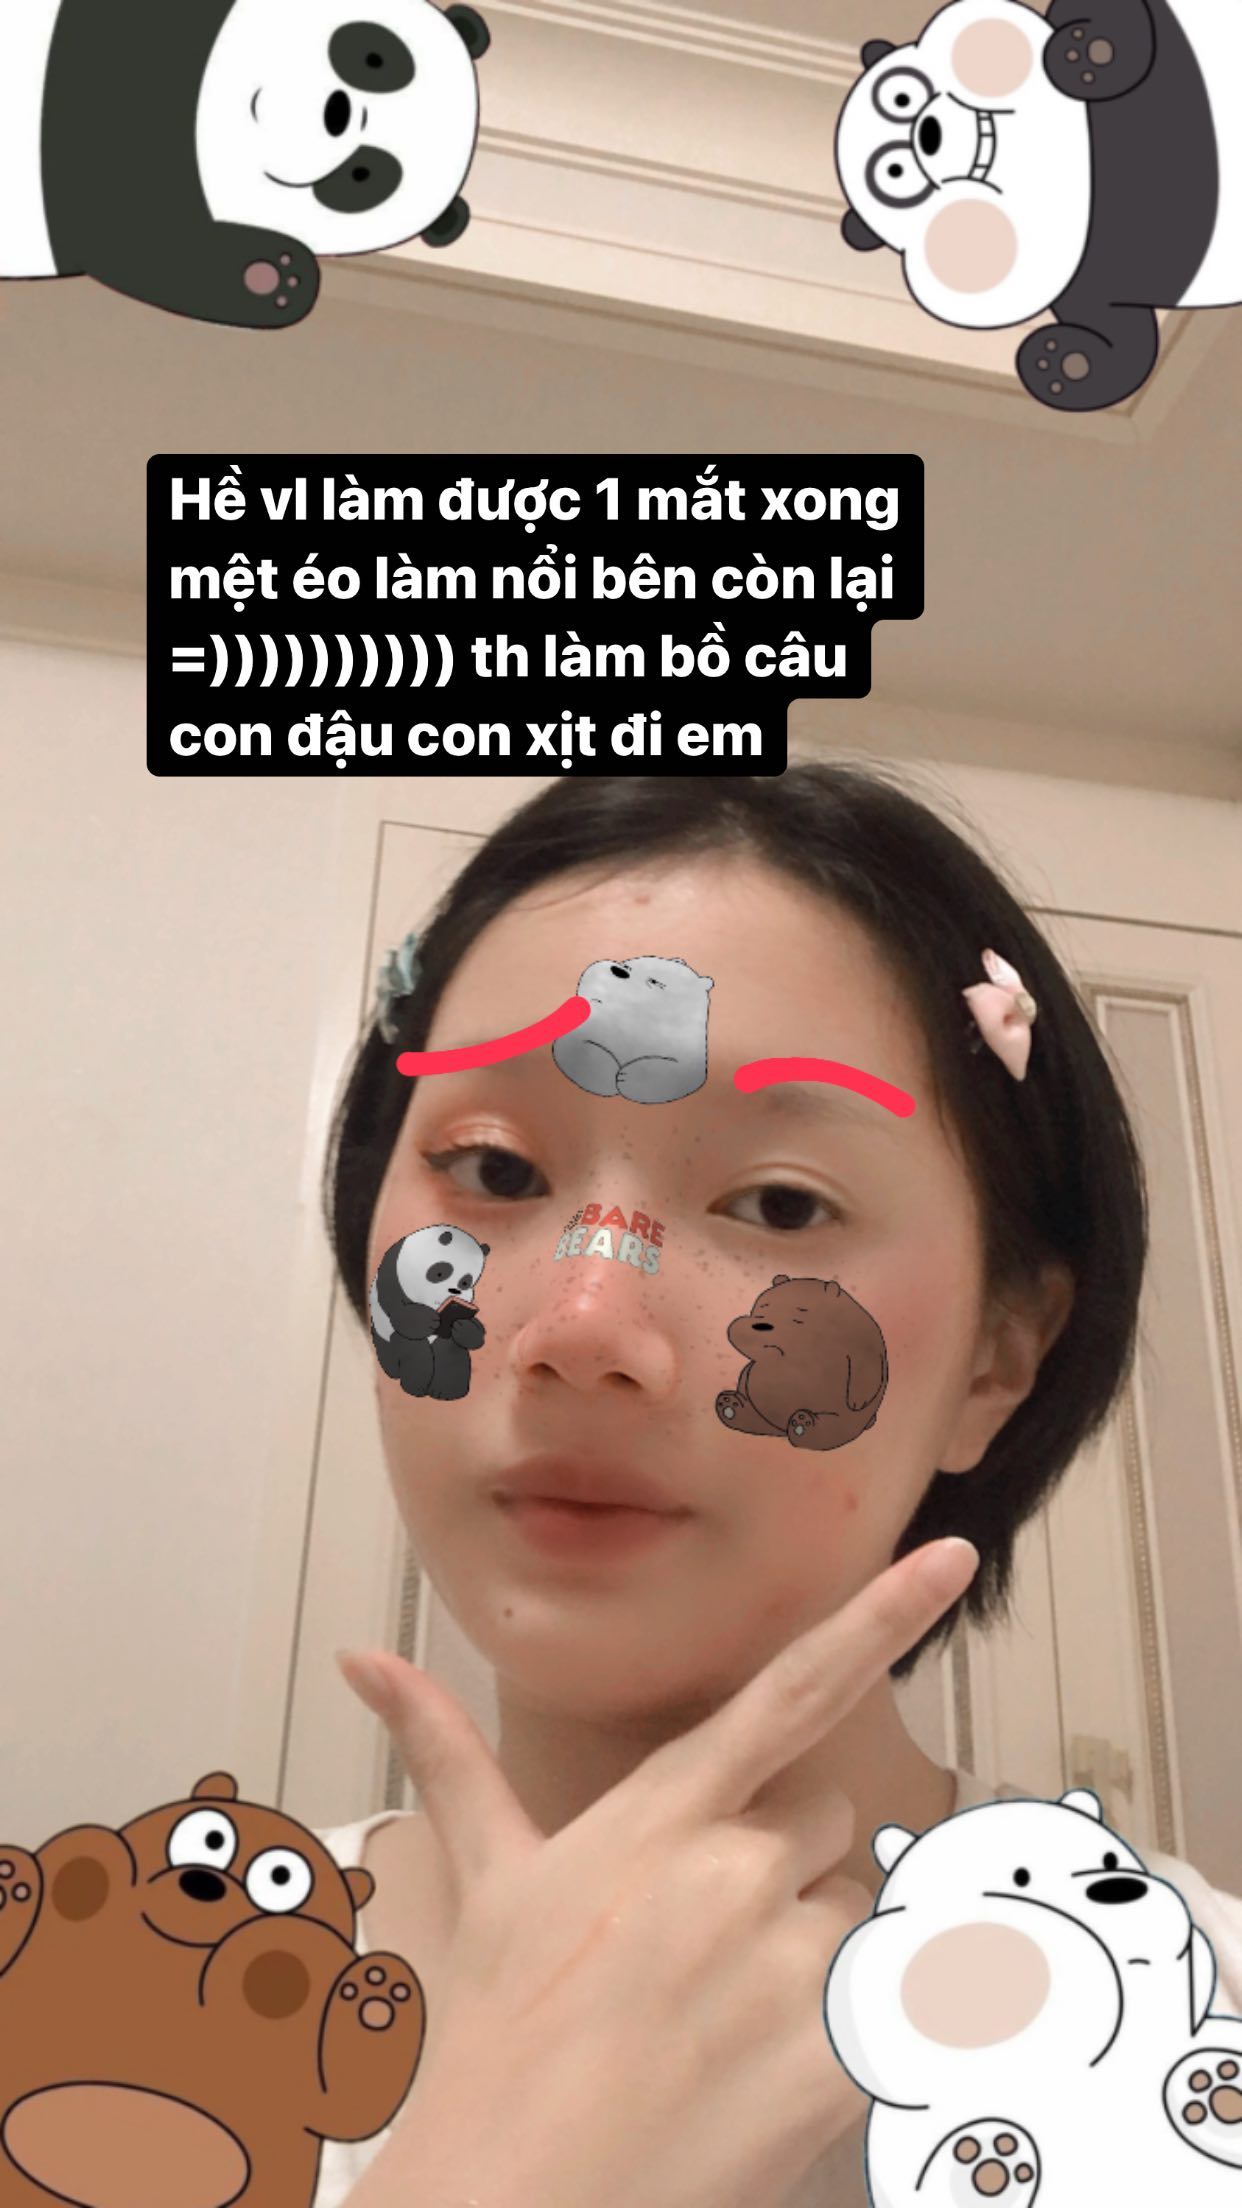 Hề vl làm được 1 mắt xong
mệt éo làm nổi bên còn lại
=)))))))))) th làm bồ câu
con đậu con xịt đi em
BARE
BEARS